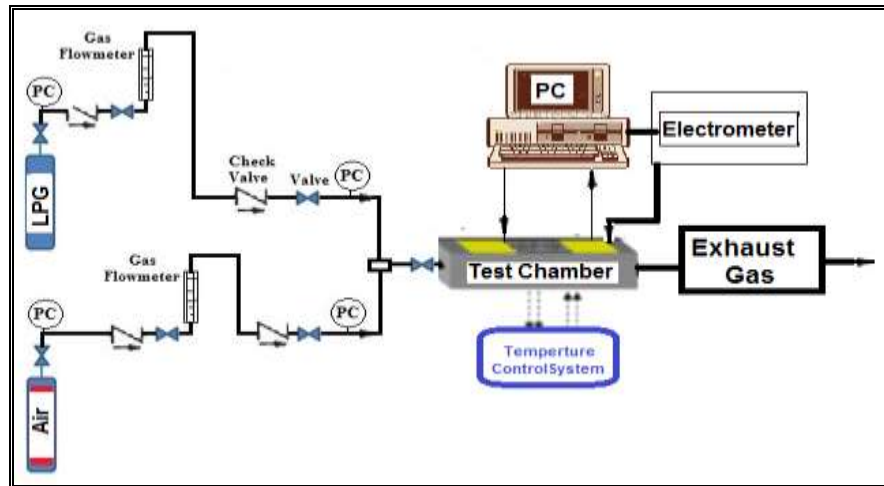 Gas
Flowmeter
PC
LPG
Check
Valve
Valve
PC
Gas
Flowmeter
PC
Air
PC
PC
Electrometer
Test Chamber
Exhaust
Gas
Temperture
ControlSystem